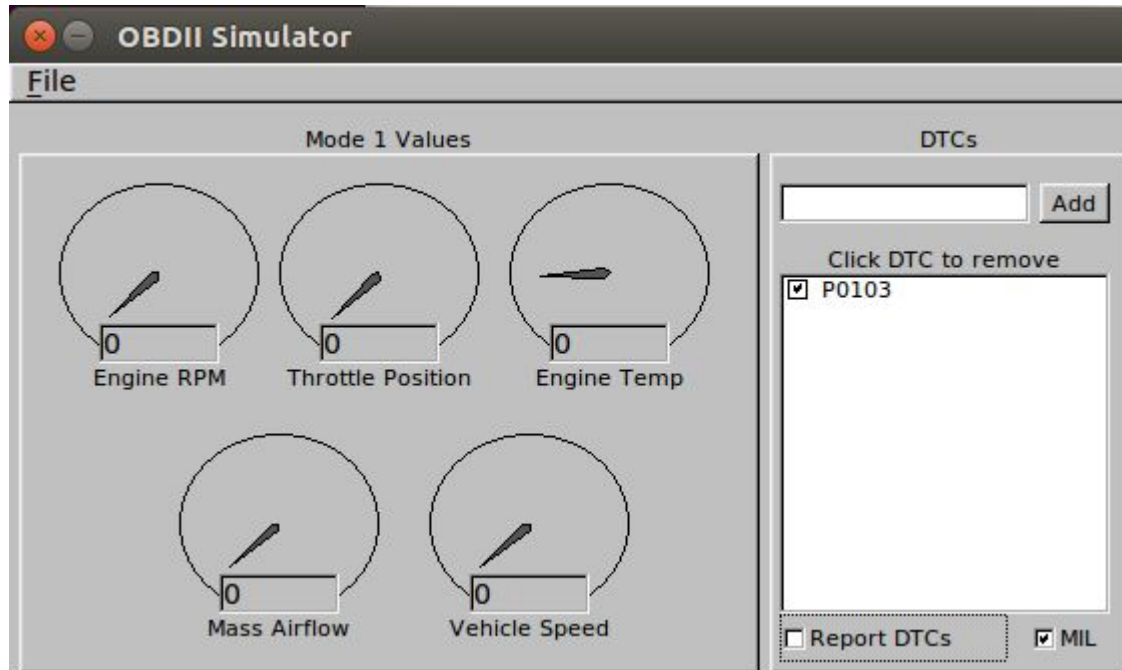 OBDII Simulator
File
Mode 1 Values
0
Engine RPM
0
Throttle Position
0
Engine Temp
0
Mass Airflow
0
Vehicle Speed
DTCs
Add
Click DTC to remove
P0103
Report DTCs
MIL